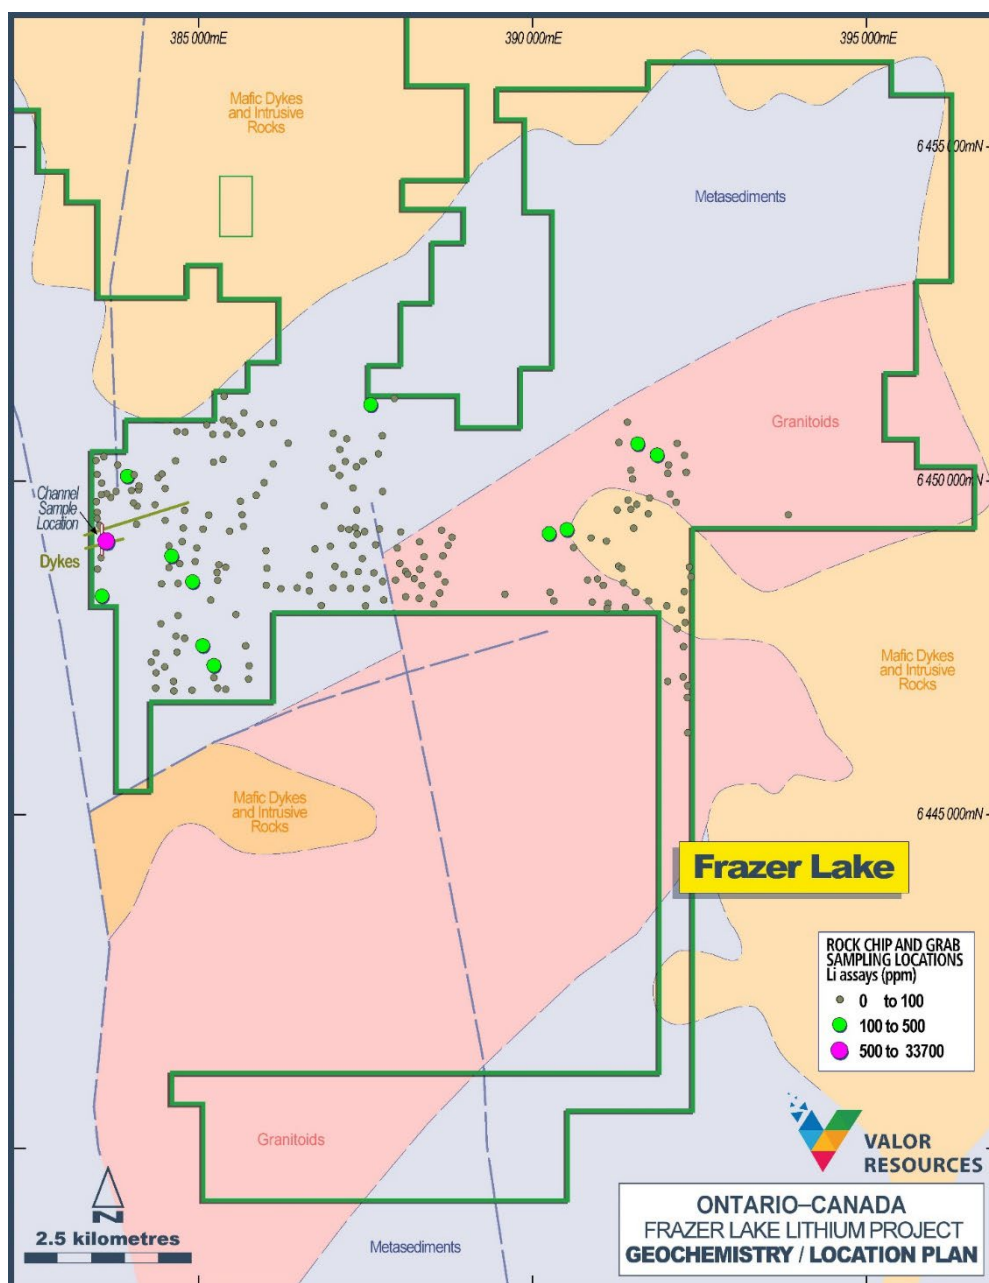 385 000mE
390 000mE
395 000mE
Mafic Dykes
and Intrusive
Rocks
6 455 000mN
Metasediments
Granitoids
6 450 000mN
Channel
Sample
Location
Dykes
Mafic Dykes
and Intrusive
Rocks
Mafic Dykes
and Intrusive
Rocks
6 445 000mN
Frazer Lake
ROCK CHIP AND GRAB
SAMPLING LOCATIONS
Li assays (ppm)
0 to 100
100 to 500
500 to 33700
Granitoids
VALOR
RESOURCES
N
2.5 kilometres
Metasediments
ONTARIO–CANADA
FRAZER LAKE LITHIUM PROJECT
GEOCHEMISTRY / LOCATION PLAN